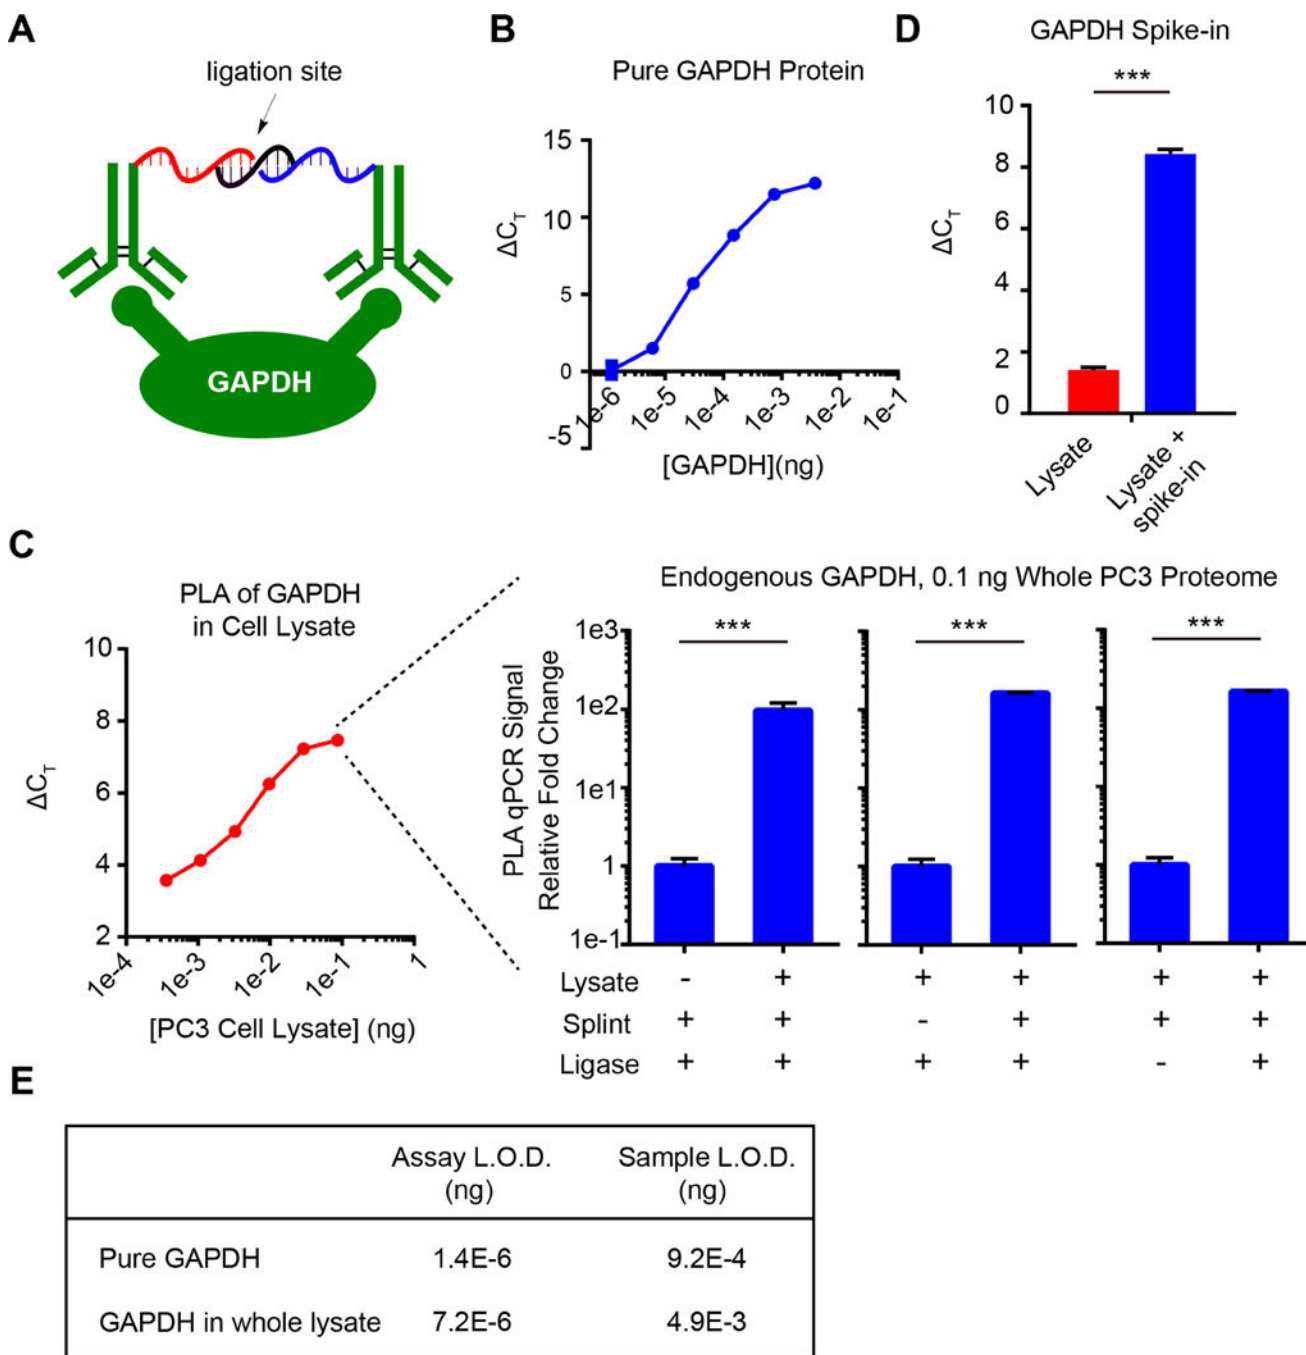 A
ligation site
GAPDH
B
Pure GAPDH Protein
15
10
5
0
-5
ΔC_T
1e-6
1e-5
1e-4
1e-3
1e-2
1e-1
[GAPDH](ng)
D
GAPDH Spike-in
***
10
8
6
4
2
0
ΔC_T
Lysate
Lysate +
spike-in
C
PLA of GAPDH
in Cell Lysate
10
8
6
4
2
ΔC_T
1e-4
1e-3
1e-2
1e-1
1
[PC3 Cell Lysate] (ng)
Endogenous GAPDH, 0.1 ng Whole PC3 Proteome
PLA qPCR Signal
Relative Fold Change
1e3
1e2
1e1
1
1e-1
*** *** ***
Lysate - + + + + +
Splint + + - + + +
Ligase + + + + - +
E
Assay L.O.D. Sample L.O.D.
(ng) (ng)
Pure GAPDH 1.4E-6 9.2E-4
GAPDH in whole lysate 7.2E-6 4.9E-3